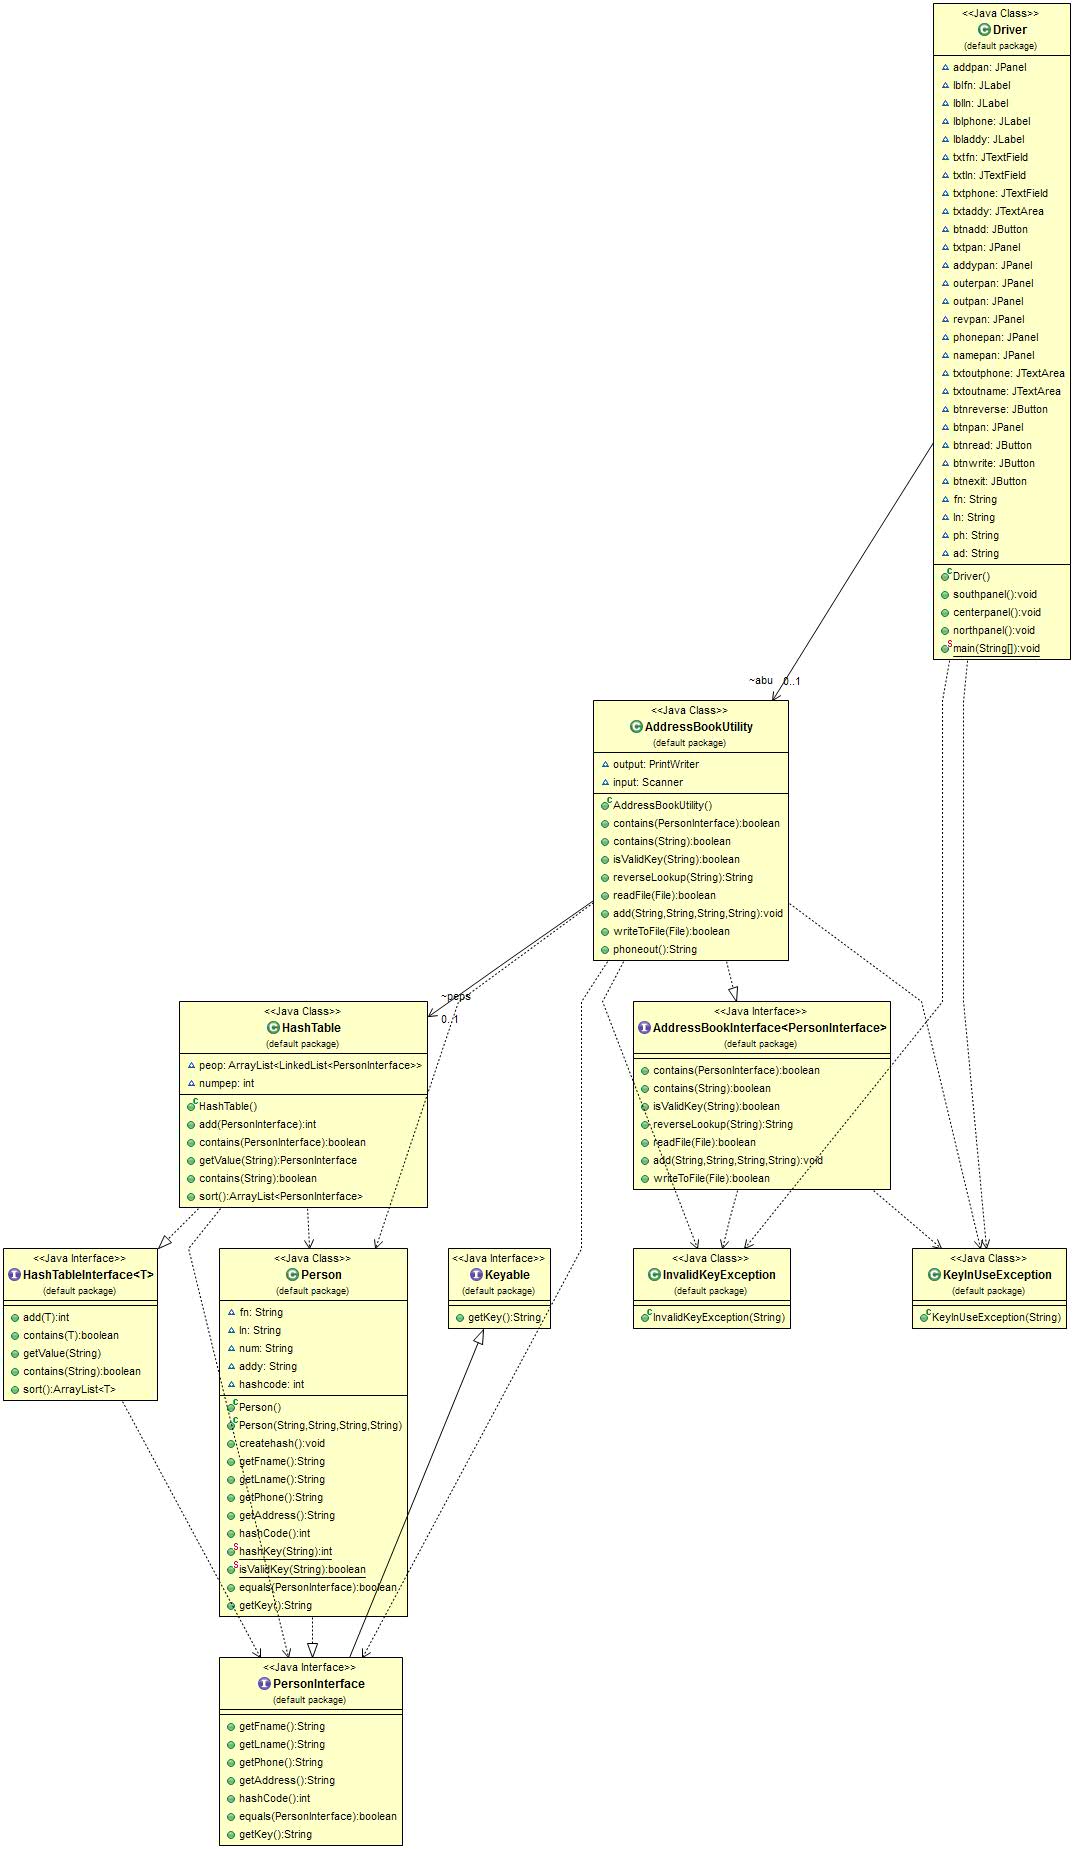 <<Java Class>>
Driver
(default package)
addpan: JPanel
lblfn: JLabel
lblln: JLabel
lblphone: JLabel
lbladdy: JLabel
txtfn: JTextField
txtln: JTextField
txtphone: JTextField
txtaddy: JTextArea
btnadd: JButton
txtpan: JPanel
addypan: JPanel
outerpan: JPanel
outpan: JPanel
revpan: JPanel
phonepan: JPanel
namepan: JPanel
txtoutphone: JTextArea
txtoutname: JTextArea
btnreverse: JButton
btnpan: JPanel
btnread: JButton
btnwrite: JButton
btnexit: JButton
fn: String
ln: String
ph: String
ad: String
Driver()
southpanel():void
centerpanel():void
northpanel():void
main(String[]):void
~abu 0..1
<<Java Class>>
AddressBookUtility
(default package)
output: PrintWriter
input: Scanner
AddressBookUtility()
contains(PersonInterface):boolean
contains(String):boolean
isValidKey(String):boolean
reverseLookup(String):String
readFile(File):boolean
add(String,String,String,String):void
writeToFile(File):boolean
phoneout():String
~peps
0..1
<<Java Class>>
HashTable
(default package)
peop: ArrayList<LinkedList<PersonInterface>>
numpep: int
HashTable()
add(PersonInterface):int
contains(PersonInterface):boolean
getValue(String):PersonInterface
contains(String):boolean
sort():ArrayList<PersonInterface>
<<Java Interface>>
AddressBookInterface<PersonInterface>
(default package)
contains(PersonInterface):boolean
contains(String):boolean
isValidKey(String):boolean
reverseLookup(String):String
readFile(File):boolean
add(String,String,String,String):void
writeToFile(File):boolean
<<Java Interface>>
HashTableInterface<T>
(default package)
add(T):int
contains(T):boolean
getValue(String)
contains(String):boolean
sort():ArrayList<T>
<<Java Class>>
Person
(default package)
fn: String
ln: String
num: String
addy: String
hashcode: int
Person()
Person(String,String,String,String)
createhash():void
getFname():String
getLname():String
getPhone():String
getAddress():String
hashCode():int
hashKey(String):int
isValidKey(String):boolean
equals(PersonInterface):boolean
getKey():String
<<Java Interface>>
Keyable
(default package)
getKey():String
<<Java Class>>
InvalidKeyException
(default package)
InvalidKeyException(String)
<<Java Class>>
KeyInUseException
(default package)
KeyInUseException(String)
<<Java Interface>>
PersonInterface
(default package)
getFname():String
getLname():String
getPhone():String
getAddress():String
hashCode():int
equals(PersonInterface):boolean
getKey():String